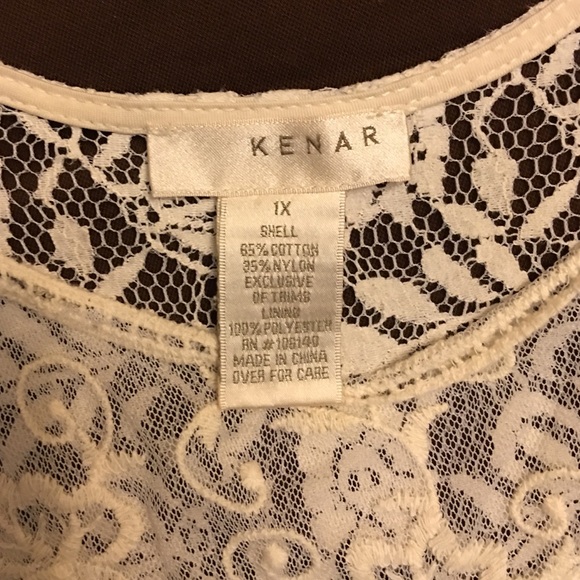 KENAR
1X
SHELL
65% COTTON
35% NYLON
EXCLUSIVE
OF TRIMS
LINING
100% POLYESTER
RN #106140
MADE IN CHINA
OVER FOR CARE